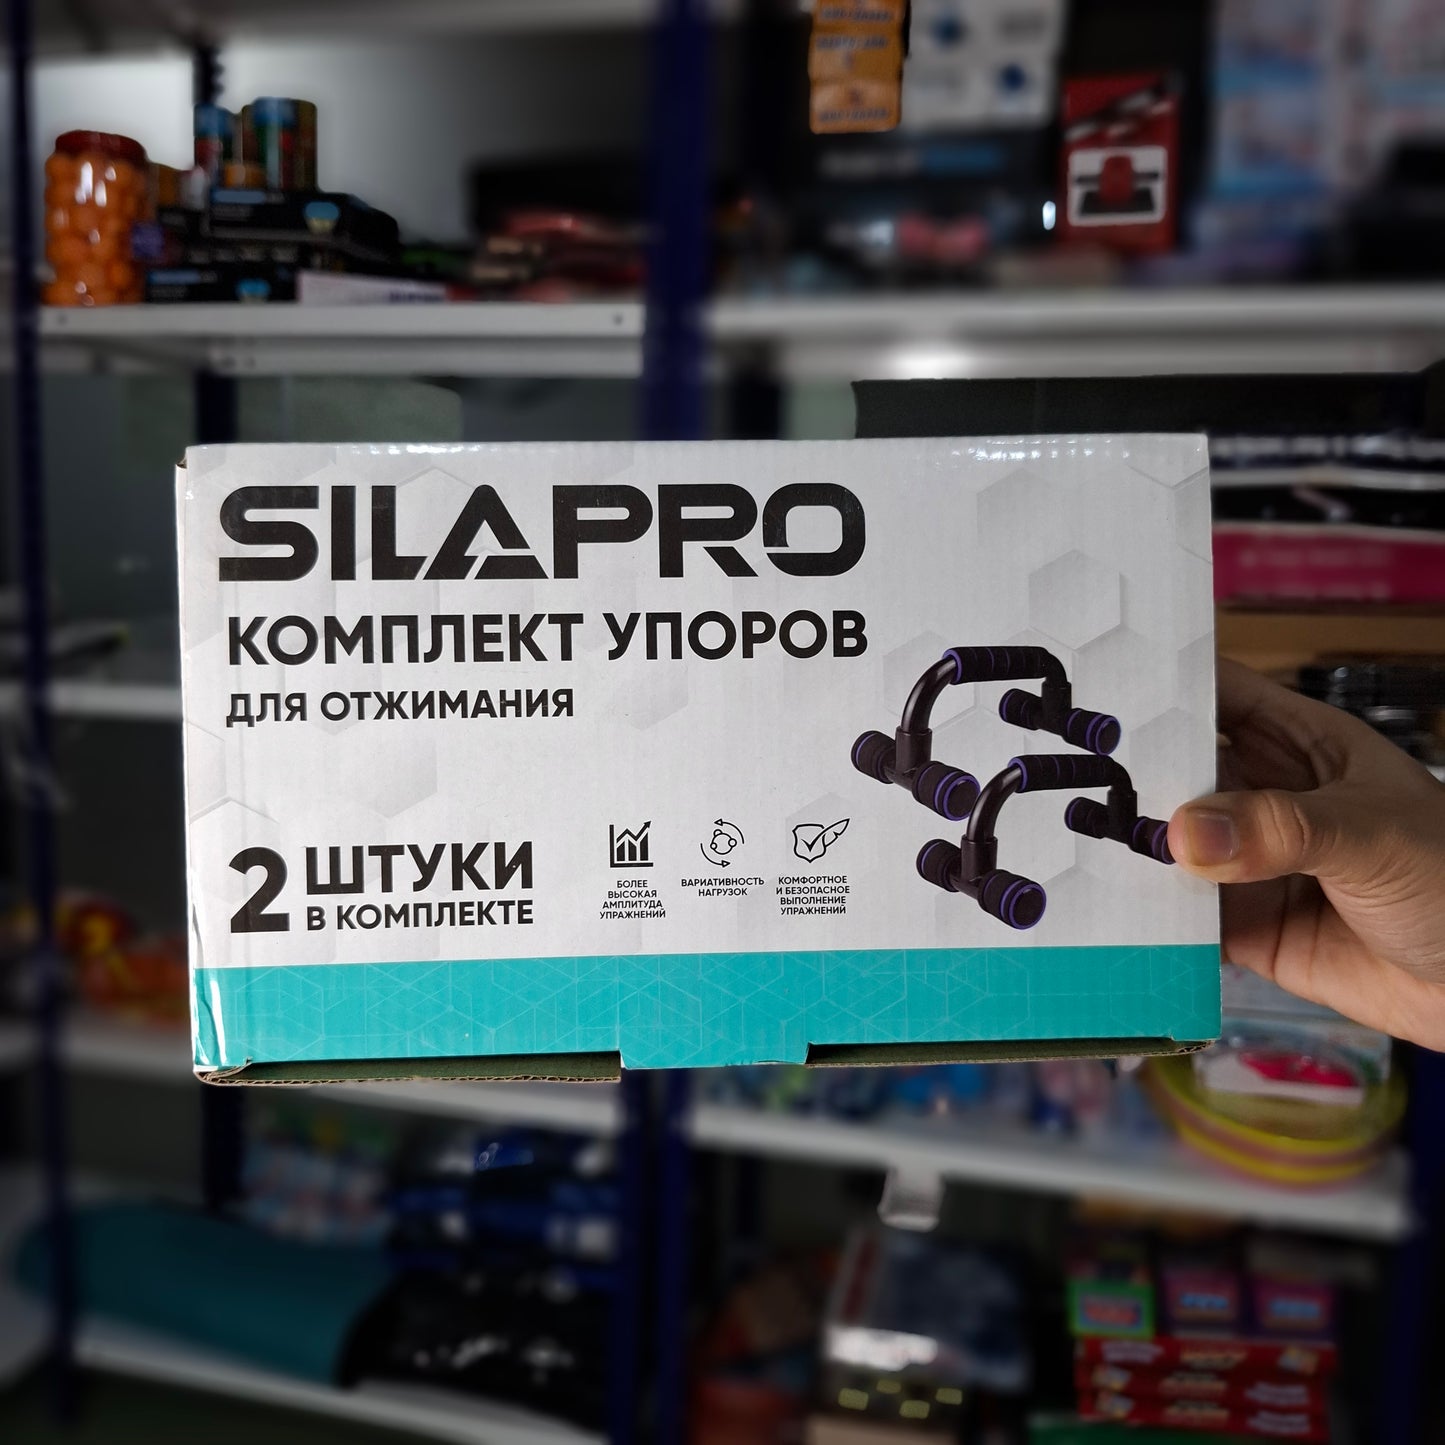 SILAPRO
КОМПЛЕКТ УПОРОВ
ДЛЯ ОТЖИМАНИЯ
2 ШТУКИ
В КОМПЛЕКТЕ
БОЛЕЕ
ВЫСОКАЯ
АМПЛИТУДА
УПРАЖНЕНИЙ
ВАРИАТИВНОСТЬ
НАГРУЗОК
КОМФОРТНОЕ
И БЕЗОПАСНОЕ
ВЫПОЛНЕНИЕ
УПРАЖНЕНИЙ